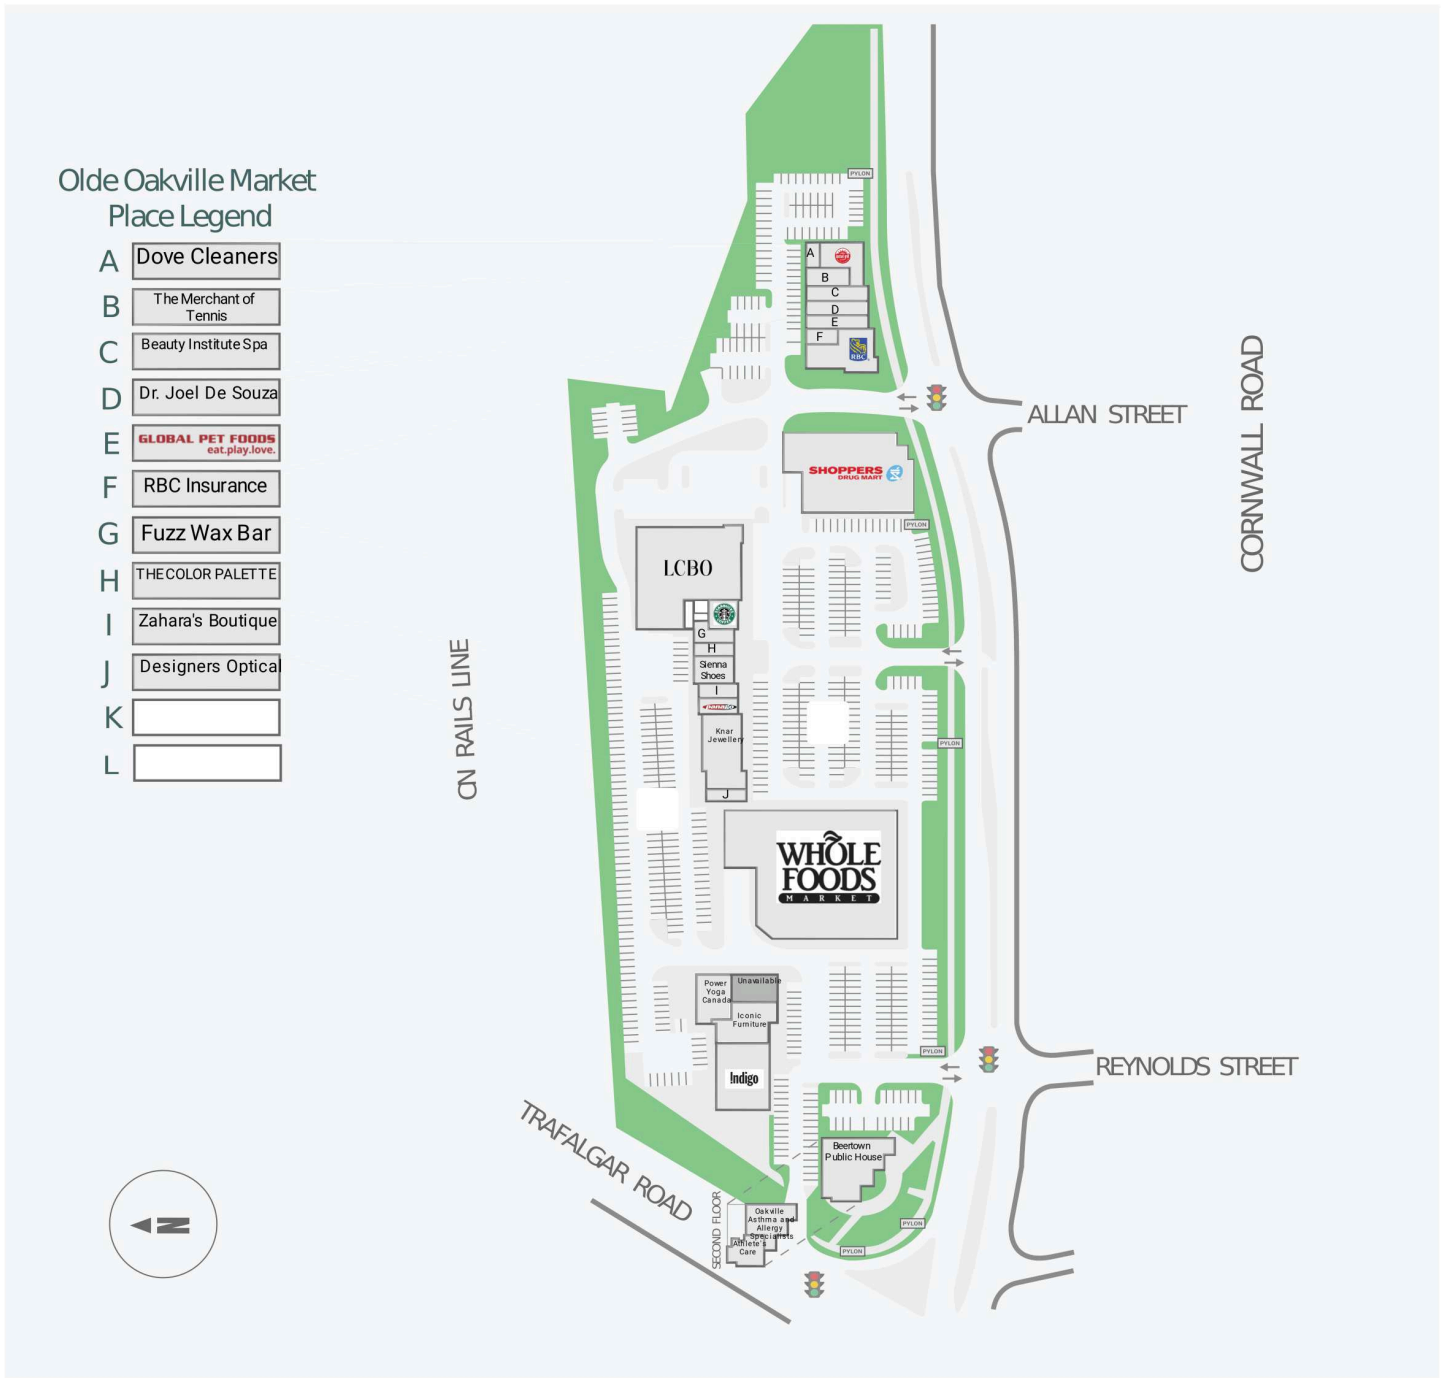 Olde Oakville Market
Place Legend
A Dove Cleaners
B The Merchant of
Tennis
C Beauty Institute Spa
D Dr. Joel De Souza
E GLOBAL PET FOODS
eat.play.love.
F RBC Insurance
G Fuzz Wax Bar
H THE COLOR PALETTE
I Zahara's Boutique
J Designers Optical
K
L
CN RAILS LINE
N
PYLON
A
B
C
D
E
F
RBC
ALLAN STREET
CORNWALL ROAD
SHOPPERS
DRUG MART
PYLON
LCBO
G
H
Sienna
Shoes
I
Knar
Jewellery
J
PYLON
WHOLE
FOODS
MARKET
Power
Yoga
Canada
Unavailable
Iconic
Furniture
Indigo
PYLON
REYNOLDS STREET
TRAFALGAR ROAD
Beertown
Public House
SECOND FLOOR
Oakville
Asthma and
Allergy
Specialists
Athlete's
Care
PYLON
PYLON